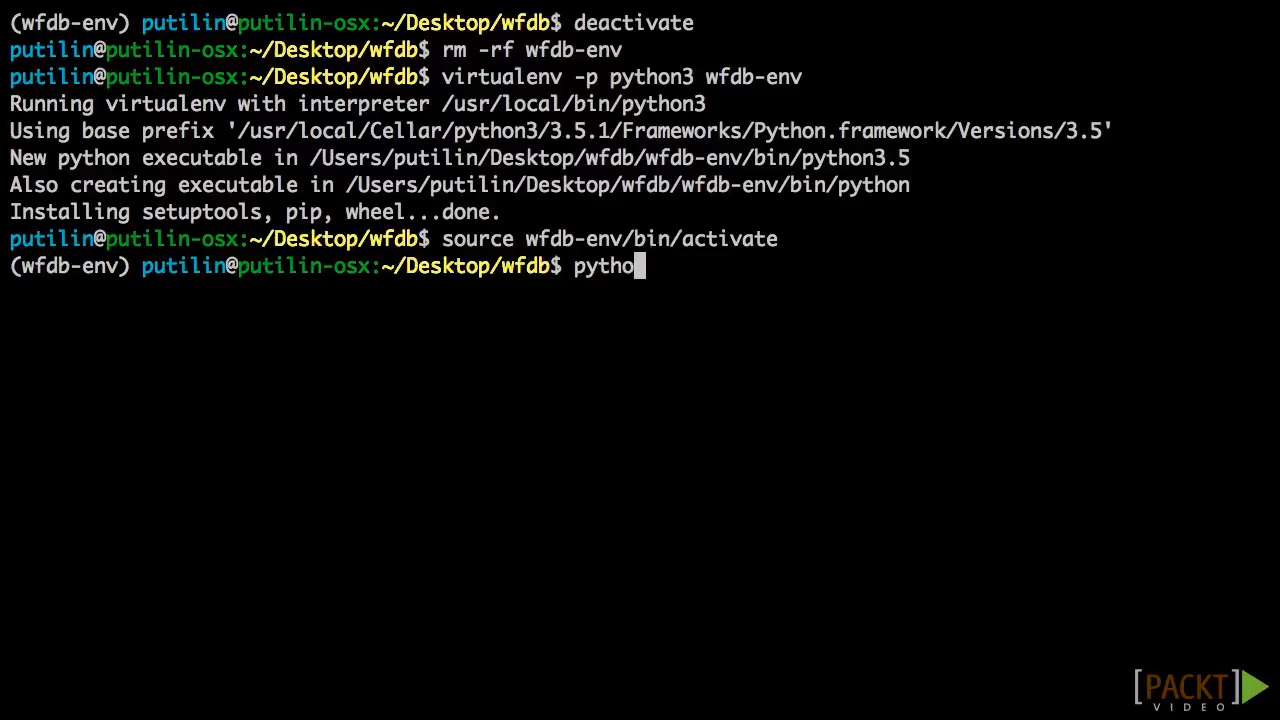 (wfdb-env) putilin@putilin-osx:~/Desktop/wfdb$ deactivate
putilin@putilin-osx:~/Desktop/wfdb$ rm -rf wfdb-env
putilin@putilin-osx:~/Desktop/wfdb$ virtualenv -p python3 wfdb-env
Running virtualenv with interpreter /usr/local/bin/python3
Using base prefix '/usr/local/Cellar/python3/3.5.1/Frameworks/Python.framework/Versions/3.5'
New python executable in /Users/putilin/Desktop/wfdb/wfdb-env/bin/python3.5
Also creating executable in /Users/putilin/Desktop/wfdb/wfdb-env/bin/python
Installing setuptools, pip, wheel...done.
putilin@putilin-osx:~/Desktop/wfdb$ source wfdb-env/bin/activate
(wfdb-env) putilin@putilin-osx:~/Desktop/wfdb$ pytho
[PACKT]
VIDEO